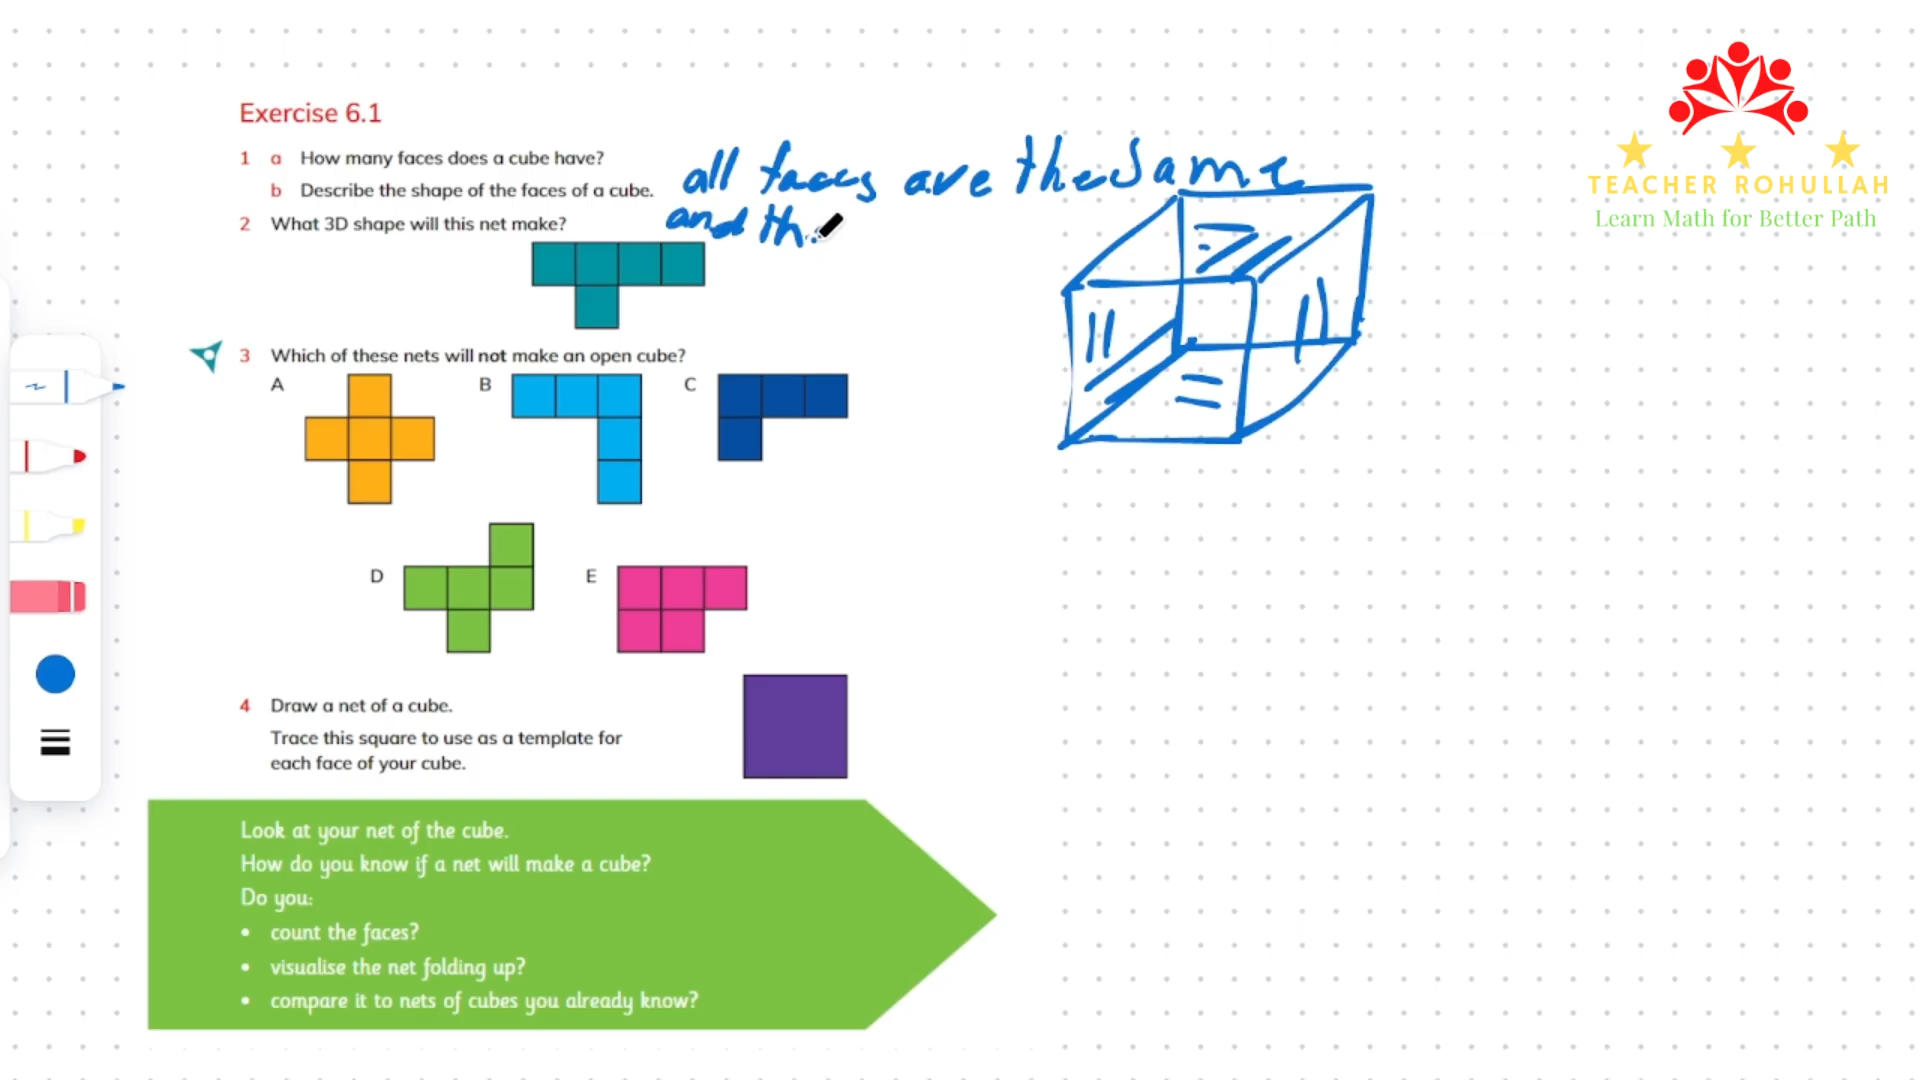 Exercise 6.1
1 a How many faces does a cube have?
b Describe the shape of the faces of a cube.
all faces are the same
and th
2 What 3D shape will this net make?
3 Which of these nets will not make an open cube?
A B C
D E
4 Draw a net of a cube.
Trace this square to use as a template for
each face of your cube.
Look at your net of the cube.
How do you know if a net will make a cube?
Do you:
• count the faces?
• visualise the net folding up?
• compare it to nets of cubes you already know?
TEACHER ROHULLAH
Learn Math for Better Path